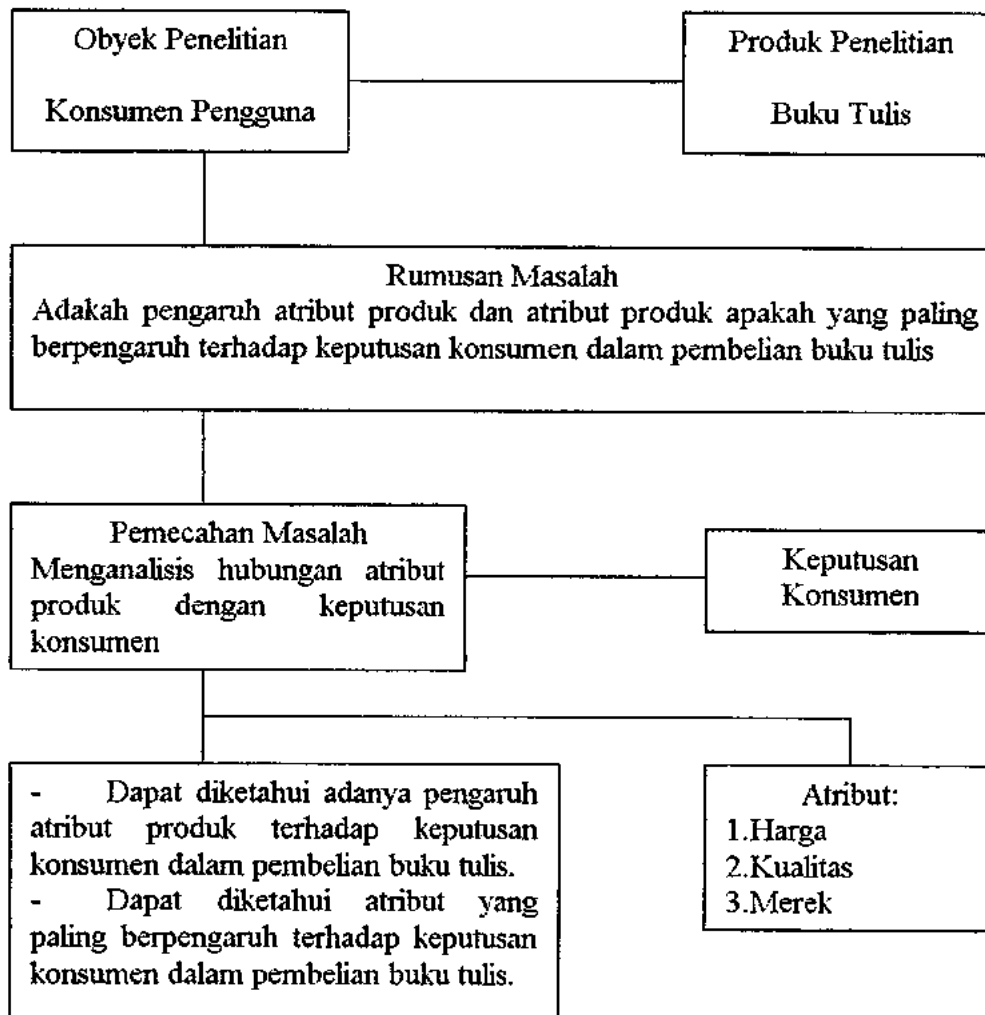 Obyek Penelitian
Konsumen Pengguna
Produk Penelitian
Buku Tulis
Rumusan Masalah
Adakah pengaruh atribut produk dan atribut produk apakah yang paling
berpengaruh terhadap keputusan konsumen dalam pembelian buku tulis
Pemecahan Masalah
Menganalisis hubungan atribut
produk dengan keputusan
konsumen
Keputusan
Konsumen
- Dapat diketahui adanya pengaruh
atribut produk terhadap keputusan
konsumen dalam pembelian buku tulis.
- Dapat diketahui atribut yang
paling berpengaruh terhadap keputusan
konsumen dalam pembelian buku tulis.
Atribut:
1.Harga
2.Kualitas
3.Merek